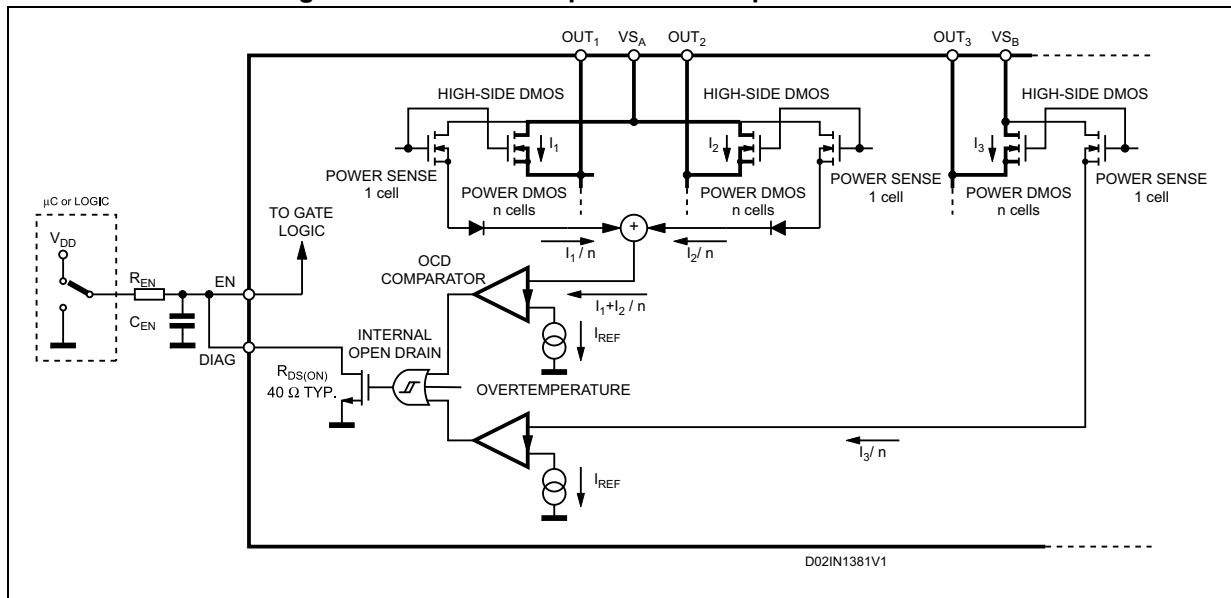 OUT1 VSA OUT2 OUT3 VSB
HIGH-SIDE DMOS HIGH-SIDE DMOS HIGH-SIDE DMOS
I1 I2 I3
POWER SENSE
1 cell
POWER DMOS
n cells
POWER DMOS
n cells
POWER SENSE
1 cell
POWER DMOS
n cells
POWER SENSE
1 cell
μC or LOGIC
VDD
TO GATE
LOGIC
+
I1 / n I2 / n
REN
EN
OCD
COMPARATOR
I1+I2 / n
CEN
IREF
INTERNAL
OPEN DRAIN
DIAG
RDS(ON)
40 Ω TYP.
OVERTEMPERATURE
I3 / n
IREF
D02IN1381V1